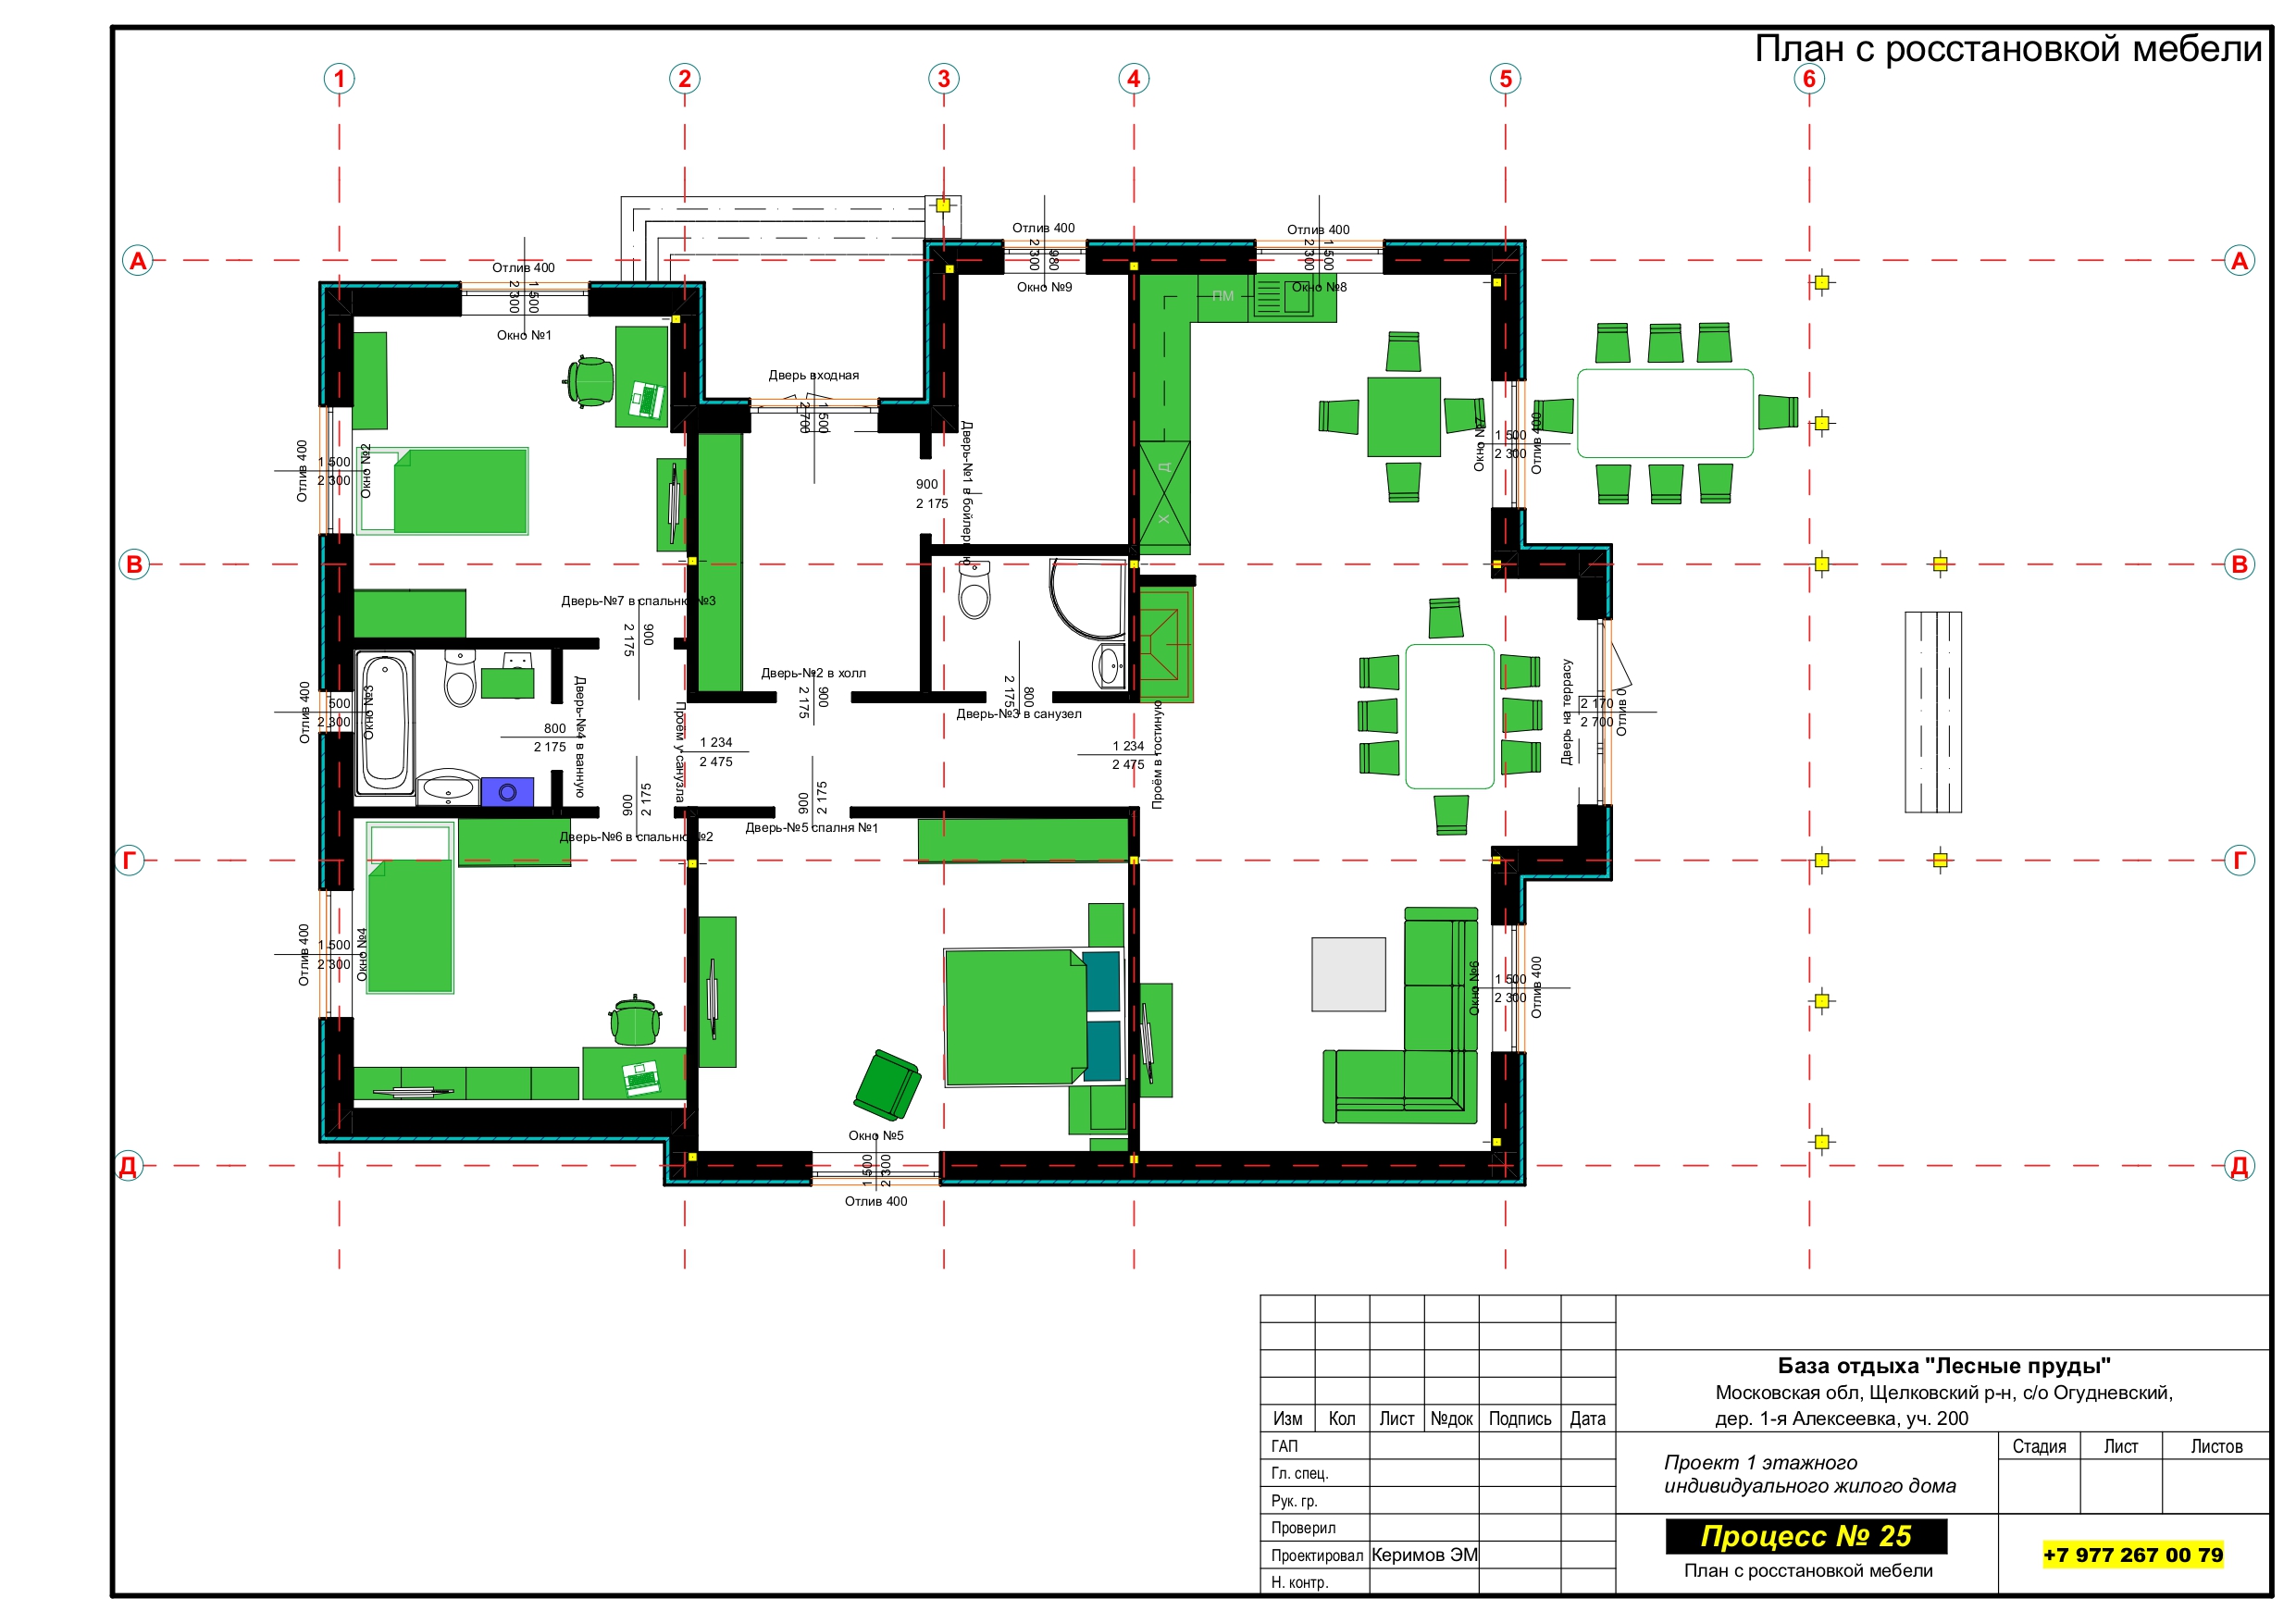 План с росстановкой мебели
1
2
3
4
5
6
А
А
Отлив 400
980
2 300
Окно №9
Отлив 400
1 500
2 300
Окно №8
ПМ
Отлив 400
1 500
2 300
Окно №1
Дверь входная
1 500
2 700
Отлив 400
1 500
2 300
Окно №2
Дверь-№1 в бойлерную
900
2 175
Д
Х
Окно №7
1 500
2 300
Отлив 400
В
В
Дверь-№7 в спальню №3
900
2 175
Отлив 400
500
2 300
Окно №3
800
2 175
Дверь-№4 в ванную
Проем у санузла
1 234
2 475
Дверь-№2 в холл
900
2 175
800
2 175
Дверь-№3 в санузел
1 234
2 475
Проём в гостиную
Дверь на террасу
2 170
2 700
Отлив 0
900
2 175
Дверь-№6 в спальню №2
900
2 175
Дверь-№5 спалня №1
Г
Г
Отлив 400
1 500
2 300
Окно №4
Окно №6
1 500
2 300
Отлив 400
Окно №5
1 500
2 300
Отлив 400
Д
Д
База отдыха "Лесные пруды"
Московская обл, Щелковский р-н, с/о Огудневский,
дер. 1-я Алексеевка, уч. 200
Изм Кол Лист №док Подпись Дата
ГАП
Гл. спец.
Рук. гр.
Проверил
Проектировал Керимов ЭМ
Н. контр.
Проект 1 этажного
индивидуального жилого дома
Стадия Лист Листов
Процесс № 25
План с росстановкой мебели
+7 977 267 00 79